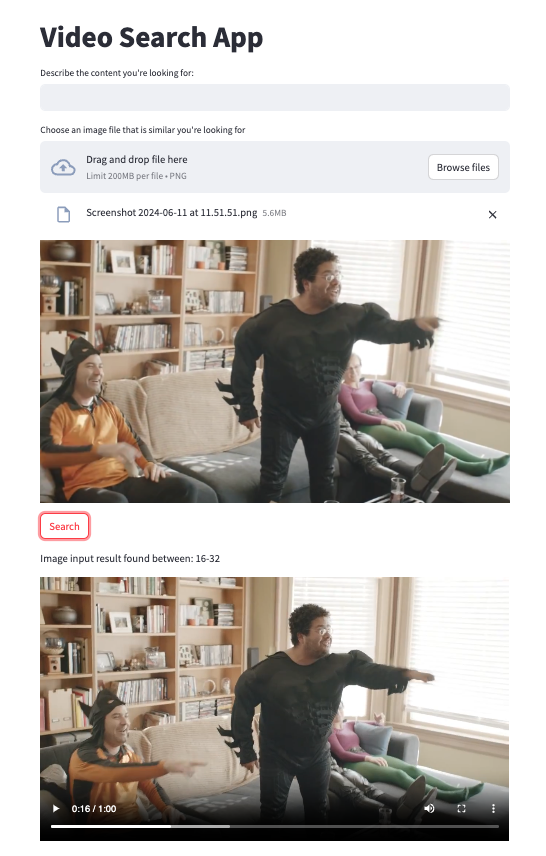 Video Search App
Describe the content you're looking for:
Choose an image file that is similar you're looking for
Drag and drop file here
Limit 200MB per file • PNG
Browse files
Screenshot 2024-06-11 at 11.51.51.png 5.6MB
Search
Image input result found between: 16-32
0:16 / 1:00